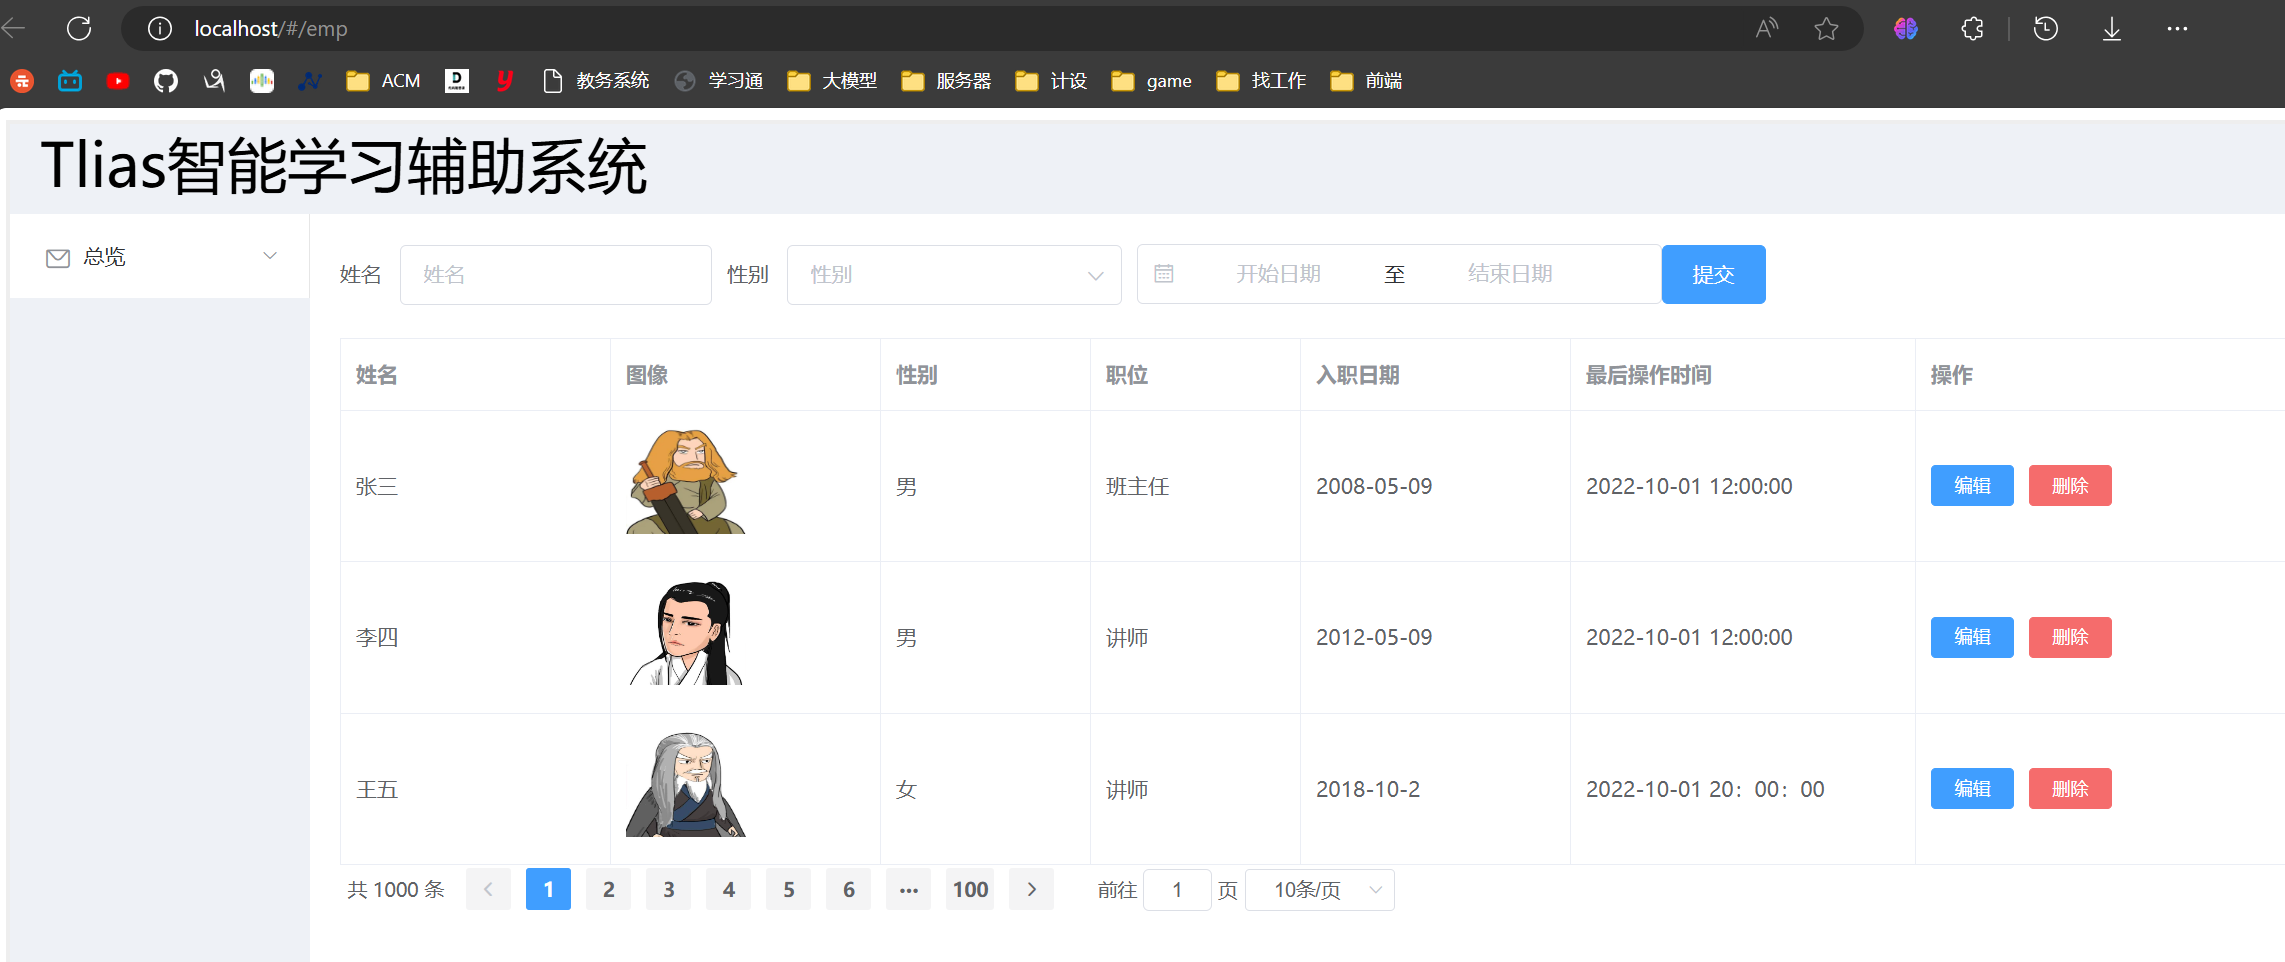 localhost/#/emp
ACM 教务系统 学习通 大模型 服务器 计设 game 找工作 前端
Tlias智能学习辅助系统
总览
姓名 姓名 性别 性别 开始日期 至 结束日期 提交
姓名 图像 性别 职位 入职日期 最后操作时间 操作
张三 男 班主任 2008-05-09 2022-10-01 12:00:00 编辑 删除
李四 男 讲师 2012-05-09 2022-10-01 12:00:00 编辑 删除
王五 女 讲师 2018-10-2 2022-10-01 20：00：00 编辑 删除
共 1000 条 1 2 3 4 5 6 ··· 100 前往 1 页 10条/页